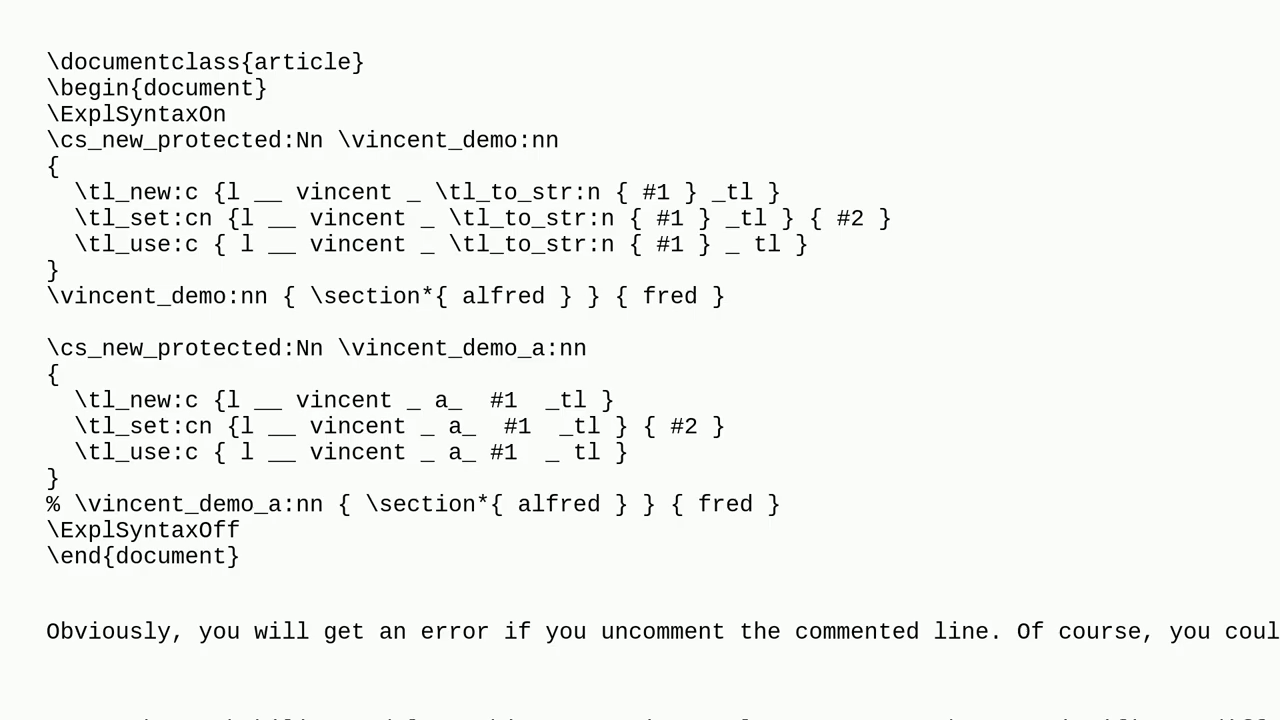 \documentclass{article}
\begin{document}
\ExplSyntaxOn
\cs_new_protected:Nn \vincent_demo:nn
{
  \tl_new:c {l __ vincent _ \tl_to_str:n { #1 } _tl }
  \tl_set:cn {l __ vincent _ \tl_to_str:n { #1 } _tl } { #2 }
  \tl_use:c { l __ vincent _ \tl_to_str:n { #1 } _ tl }
}
\vincent_demo:nn { \section*{ alfred } } { fred }

\cs_new_protected:Nn \vincent_demo_a:nn
{
  \tl_new:c {l __ vincent _ a_  #1  _tl }
  \tl_set:cn {l __ vincent _ a_  #1  _tl } { #2 }
  \tl_use:c { l __ vincent _ a_ #1  _ tl }
}
% \vincent_demo_a:nn { \section*{ alfred } } { fred }
\ExplSyntaxOff
\end{document}

Obviously, you will get an error if you uncomment the commented line. Of course, you coul